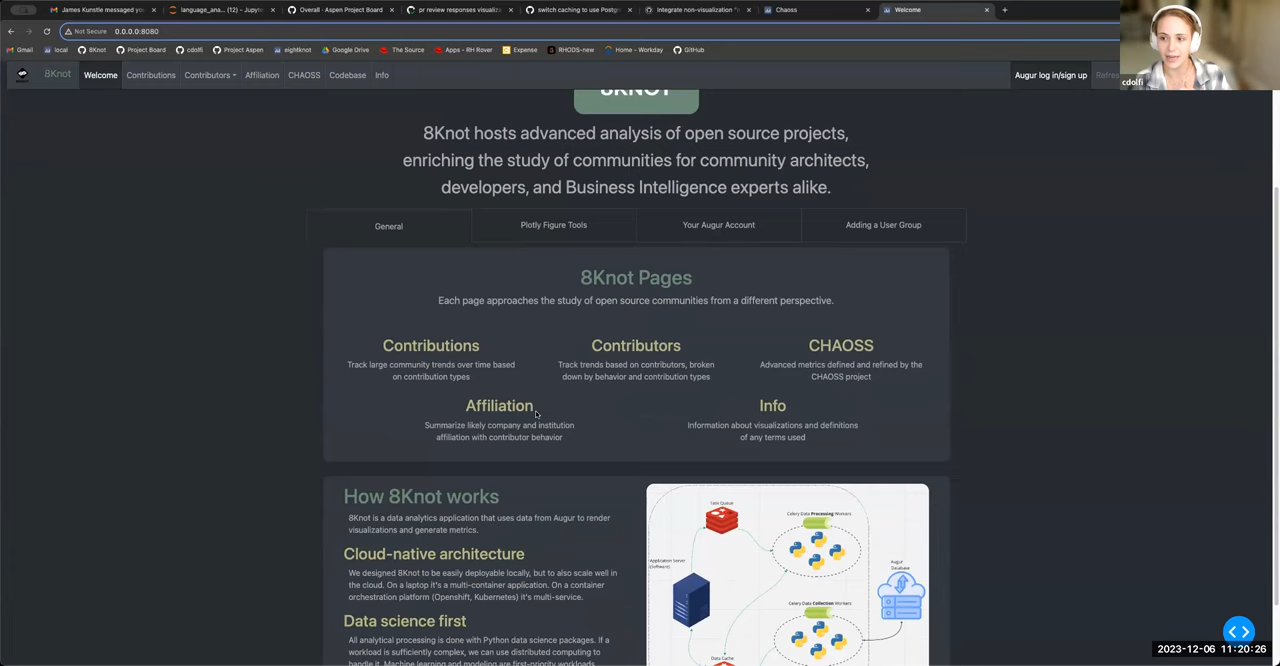 James Kunstle messaged you
language_ana... (12) - Jupyte
Overall · Aspen Project Board
pr review responses visualiz
switch caching to use Postgr
Integrate non-visualization "s
Chaoss
Welcome
Not Secure 0.0.0.0:8080
Gmail local 8Knot Project Board cdolfi Project Aspen eightknot Google Drive The Source Apps - RH Rover Expense RHODS-new Home - Workday GitHub
8Knot Welcome Contributions Contributors Affiliation CHAOSS Codebase Info Augur log in/sign up Refres
cdolfi
8KNOT
8Knot hosts advanced analysis of open source projects,
enriching the study of communities for community architects,
developers, and Business Intelligence experts alike.
General Plotly Figure Tools Your Augur Account Adding a User Group
8Knot Pages
Each page approaches the study of open source communities from a different perspective.
Contributions
Track large community trends over time based
on contribution types
Contributors
Track trends based on contributors, broken
down by behavior and contribution types
CHAOSS
Advanced metrics defined and refined by the
CHAOSS project
Affiliation
Summarize likely company and institution
affiliation with contributor behavior
Info
Information about visualizations and definitions
of any terms used
How 8Knot works
8Knot is a data analytics application that uses data from Augur to render
visualizations and generate metrics.
Cloud-native architecture
We designed 8Knot to be easily deployable locally, but to also scale well in
the cloud. On a laptop it's a multi-container application. On a container
orchestration platform (Openshift, Kubernetes) it's multi-service.
Data science first
All analytical processing is done with Python data science packages. If a
workload is sufficiently complex, we can use distributed computing to
handle it. Machine learning and modeling are first-priority workloads
Task Queue
Celery Data Processing Workers
Application Server
(Software)
Augur
Database
Celery Data Collection Workers
Data Cache
2023-12-06 11:20:26